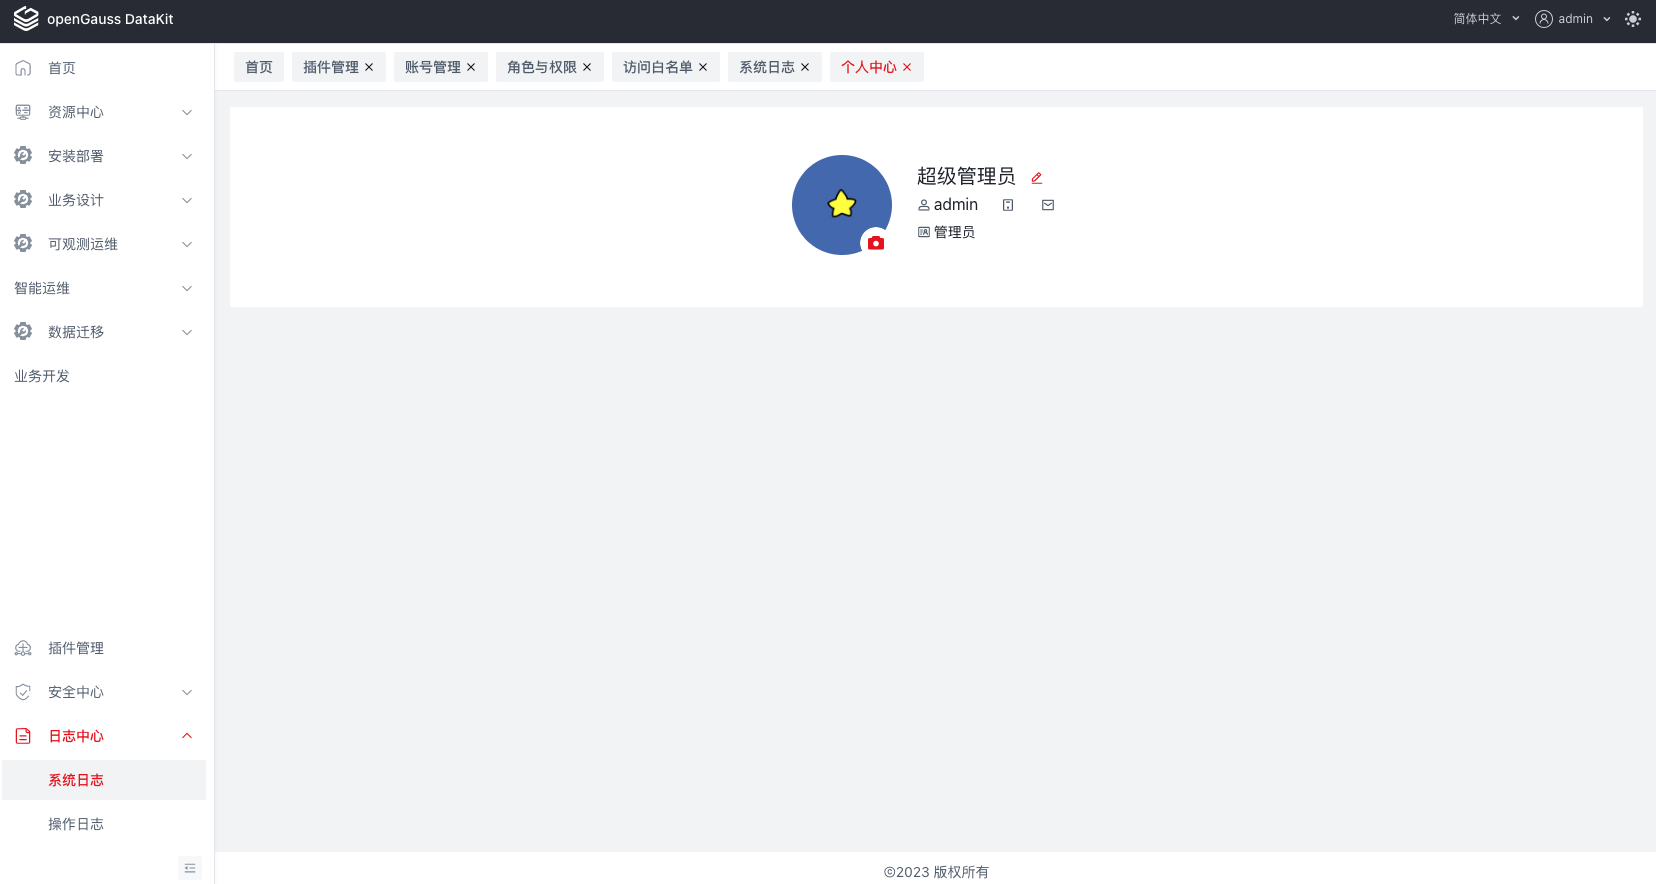 openGauss DataKit
简体中文
admin
首页
插件管理
账号管理
角色与权限
访问白名单
系统日志
个人中心
首页
资源中心
安装部署
业务设计
可观测运维
智能运维
数据迁移
业务开发
插件管理
安全中心
日志中心
系统日志
操作日志
超级管理员
admin
管理员
©2023 版权所有